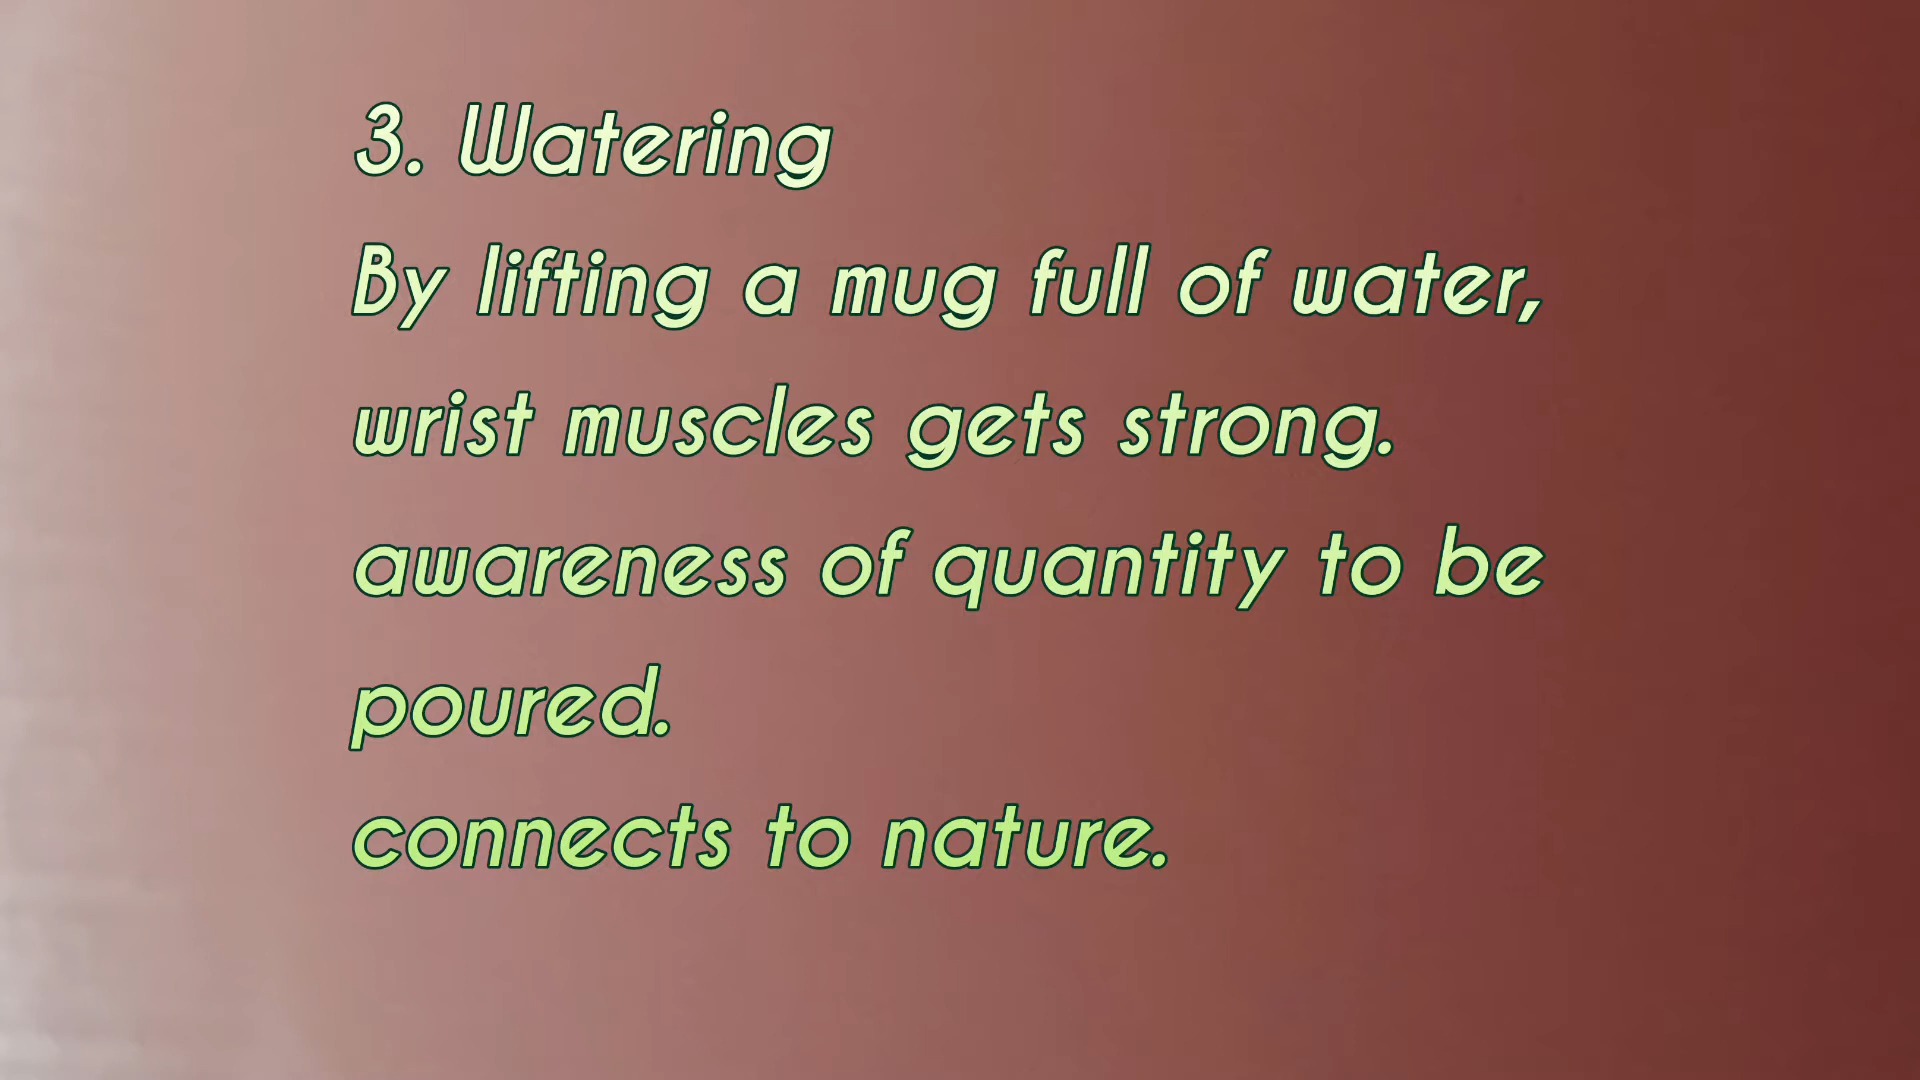 3. Watering
By lifting a mug full of water,
wrist muscles gets strong.
awareness of quantity to be
poured.
connects to nature.